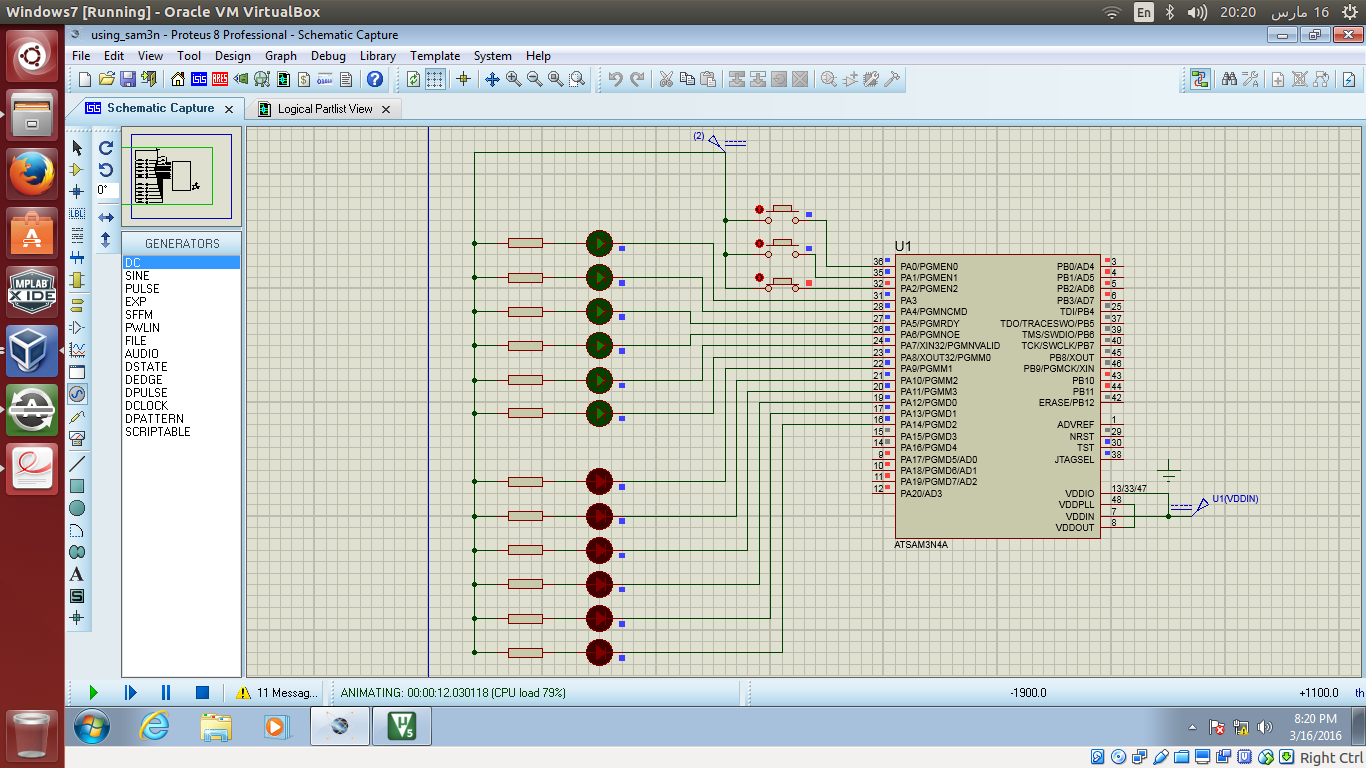 Windows7 [Running] - Oracle VM VirtualBox
En
20:20
16 مارس
using_sam3n - Proteus 8 Professional - Schematic Capture
File Edit View Tool Design Graph Debug Library Template System Help
ISIS ARES
Schematic Capture
Logical Partlist View
0°
LBL
GENERATORS
DC
SINE
PULSE
EXP
SFFM
PWLIN
FILE
AUDIO
DSTATE
DEDGE
DPULSE
DCLOCK
DPATTERN
SCRIPTABLE
MPLAB
X IDE
(2)
U1
36 PA0/PGMEN0 PB0/AD4 3
35 PA1/PGMEN1 PB1/AD5 4
32 PA2/PGMEN2 PB2/AD6 5
31 PA3 PB3/AD7 6
28 PA4/PGMNCMD TDI/PB4 25
27 PA5/PGMRDY TDO/TRACESWO/PB5 37
26 PA6/PGMNOE TMS/SWDIO/PB6 39
24 PA7/XIN32/PGMNVALID TCK/SWCLK/PB7 40
23 PA8/XOUT32/PGMM0 PB8/XOUT 45
22 PA9/PGMM1 PB9/PGMCK/XIN 46
21 PA10/PGMM2 PB10 43
20 PA11/PGMM3 PB11 44
19 PA12/PGMD0 ERASE/PB12 42
17 PA13/PGMD1
16 PA14/PGMD2 ADVREF 1
15 PA15/PGMD3 NRST 29
14 PA16/PGMD4 TST 30
9 PA17/PGMD5/AD0 JTAGSEL 38
10 PA18/PGMD6/AD1
11 PA19/PGMD7/AD2
12 PA20/AD3 VDDIO 13/33/47
VDDPLL 48
VDDIN 7
VDDOUT 8
U1(VDDIN)
ATSAM3N4A
A
S
11 Messag...
ANIMATING: 00:00:12.030118 (CPU load 79%)
-1900.0
+1100.0
th
8:20 PM
3/16/2016
Right Ctrl